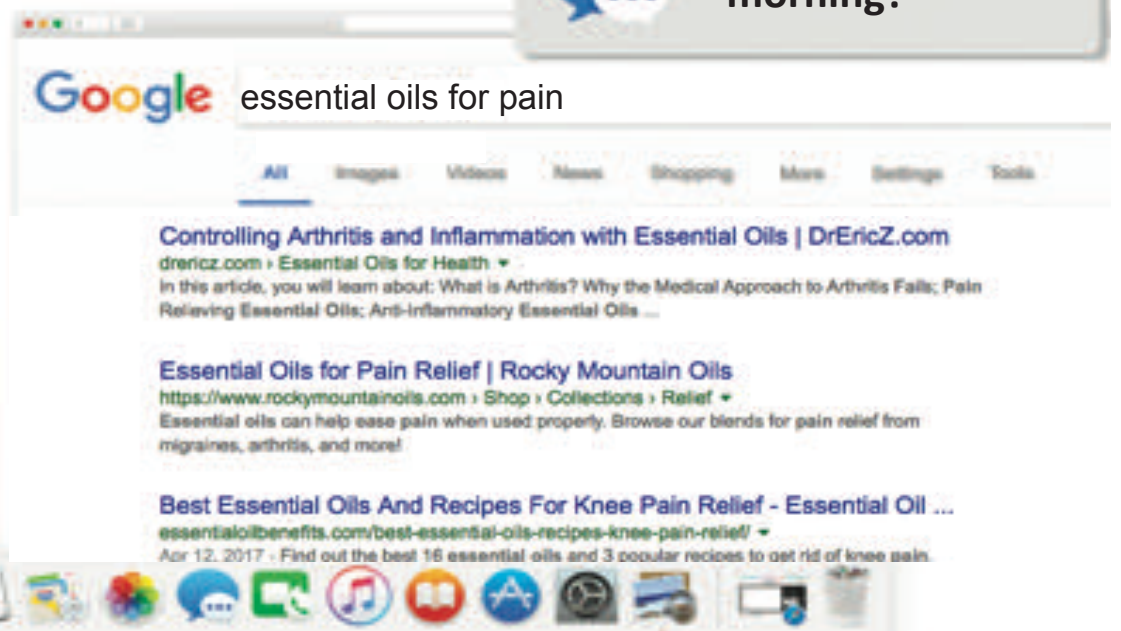 morning?
Google essential oils for pain
All Images Videos News Shopping More Settings Tools
Controlling Arthritis and Inflammation with Essential Oils | DrEricZ.com
drericz.com › Essential Oils for Health
In this article, you will learn about: What is Arthritis? Why the Medical Approach to Arthritis Fails; Pain
Relieving Essential Oils; Anti-Inflammatory Essential Oils ...
Essential Oils for Pain Relief | Rocky Mountain Oils
https://www.rockymountainoils.com › Shop › Collections › Relief
Essential oils can help ease pain when used properly. Browse our blends for pain relief from
migraines, arthritis, and more!
Best Essential Oils And Recipes For Knee Pain Relief - Essential Oil ...
essentialoilbenefits.com/best-essential-oils-recipes-knee-pain-relief/
Apr 12, 2017 - Find out the best 16 essential oils and 3 popular recipes to get rid of knee pain.